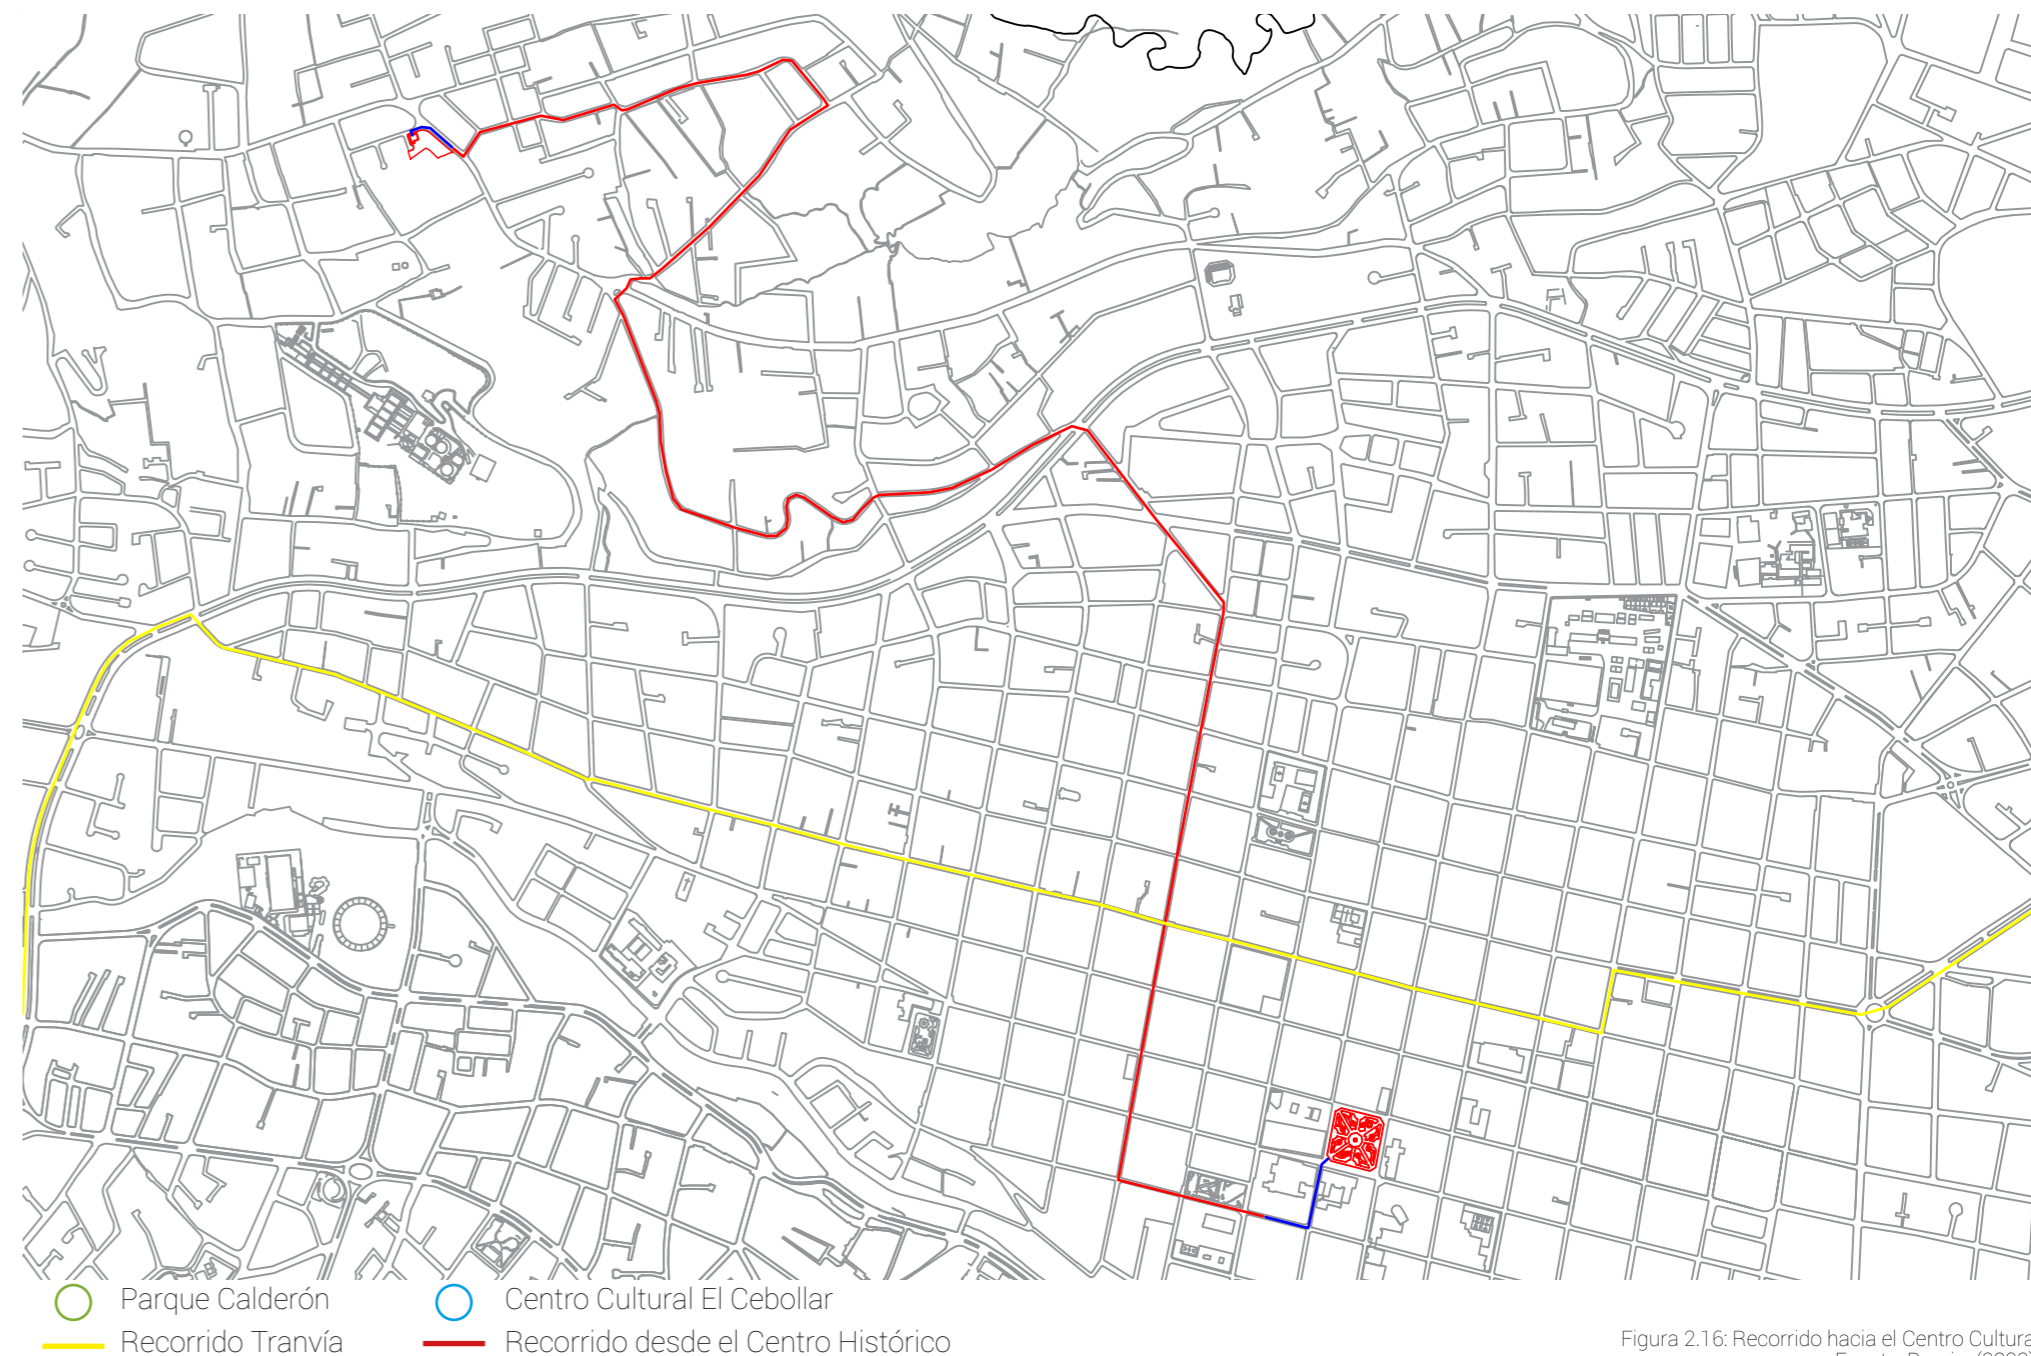 Parque Calderón
Centro Cultural El Cebollar
Recorrido Tranvía
Recorrido desde el Centro Histórico
Figura 2.16: Recorrido hacia el Centro Cultura